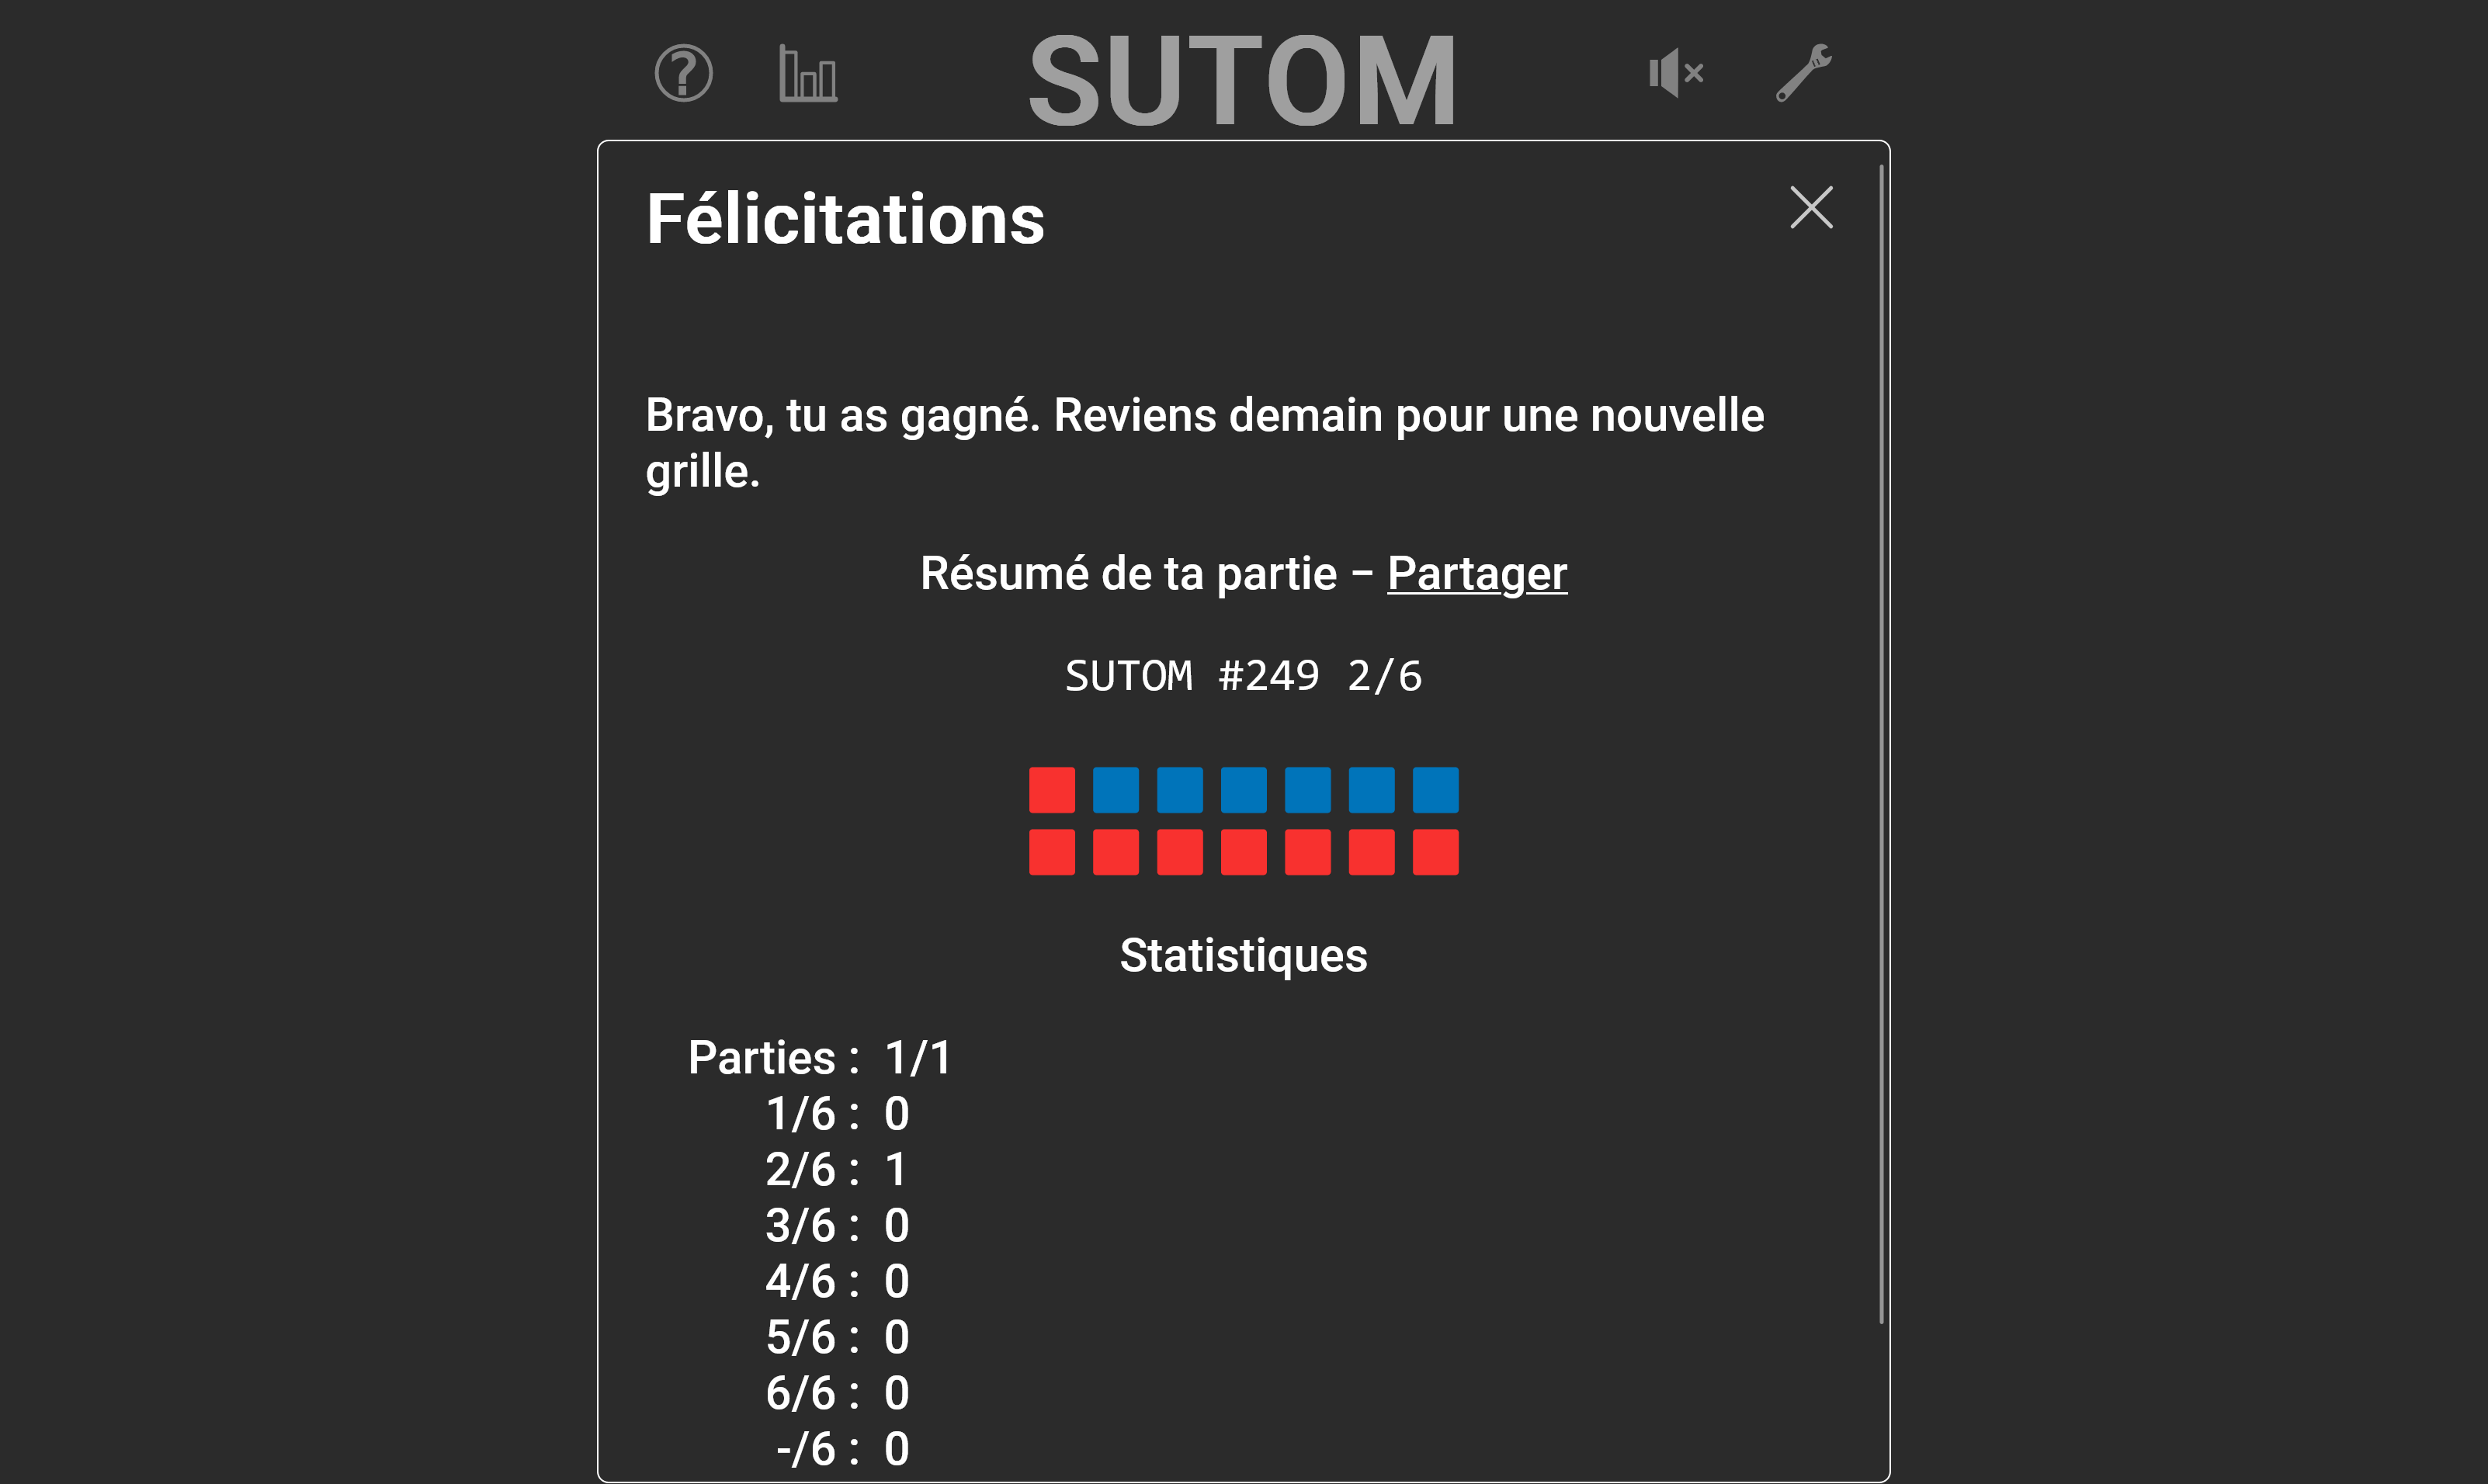 SUTOM
Félicitations
Bravo, tu as gagné. Reviens demain pour une nouvelle
grille.
Résumé de ta partie – Partager
SUTOM #249 2/6
Statistiques
Parties : 1/1
1/6 : 0
2/6 : 1
3/6 : 0
4/6 : 0
5/6 : 0
6/6 : 0
-/6 : 0